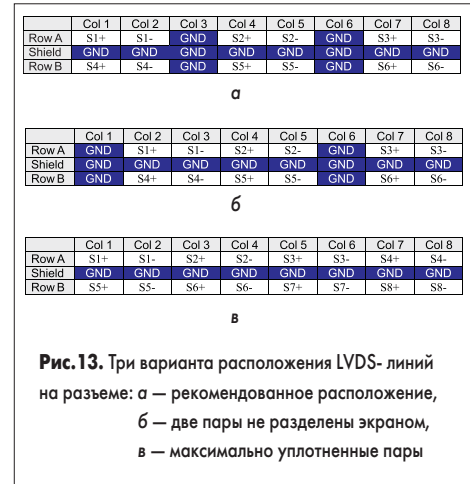 Col 1 Col 2 Col 3 Col 4 Col 5 Col 6 Col 7 Col 8
Row A S1+ S1- GND S2+ S2- GND S3+ S3-
Shield GND GND GND GND GND GND GND GND
Row B S4+ S4- GND S5+ S5- GND S6+ S6-
а
Col 1 Col 2 Col 3 Col 4 Col 5 Col 6 Col 7 Col 8
Row A GND S1+ S1- S2+ S2- GND S3+ S3-
Shield GND GND GND GND GND GND GND GND
Row B GND S4+ S4- S5+ S5- GND S6+ S6-
б
Col 1 Col 2 Col 3 Col 4 Col 5 Col 6 Col 7 Col 8
Row A S1+ S1- S2+ S2- S3+ S3- S4+ S4-
Shield GND GND GND GND GND GND GND GND
Row B S5+ S5- S6+ S6- S7+ S7- S8+ S8-
в
Рис.13. Три варианта расположения LVDS- линий
на разъеме: а — рекомендованное расположение,
б — две пары не разделены экраном,
в — максимально уплотненные пары